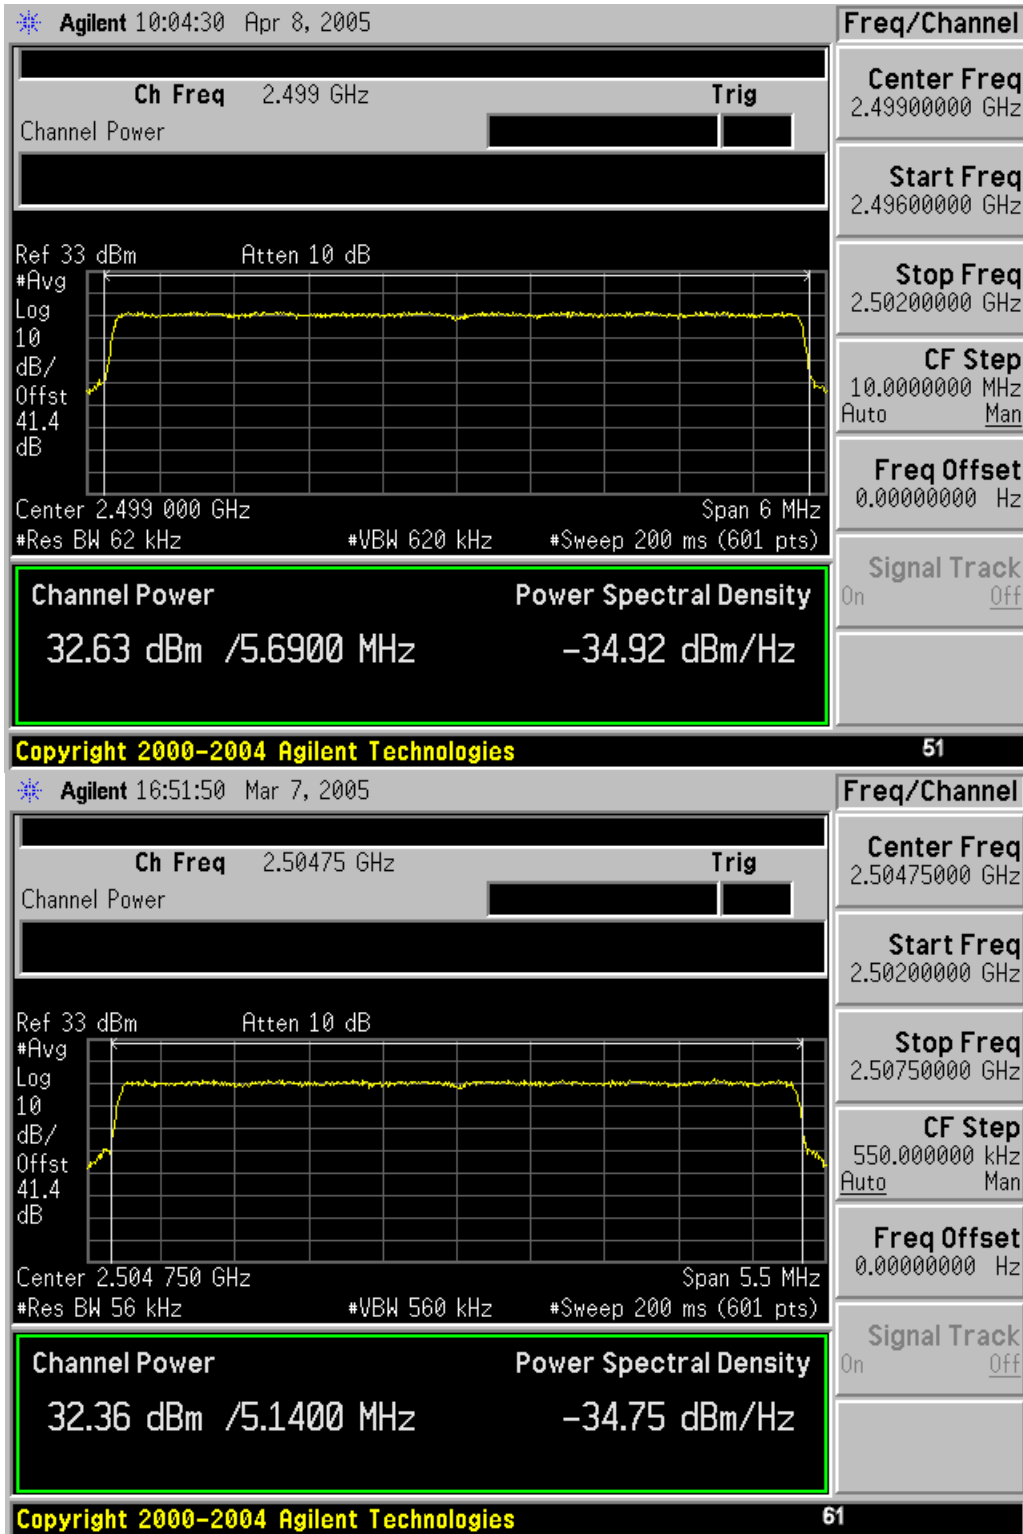 Agilent 10:04:30 Apr 8, 2005
Freq/Channel
Ch Freq 2.499 GHz Trig
Channel Power
Center Freq
2.49900000 GHz
Start Freq
2.49600000 GHz
Stop Freq
2.50200000 GHz
CF Step
10.0000000 MHz
Auto Man
Freq Offset
0.00000000 Hz
Signal Track
On Off
Ref 33 dBm Atten 10 dB
#Avg
Log
10
dB/
Offst
41.4
dB
Center 2.499 000 GHz Span 6 MHz
#Res BW 62 kHz #VBW 620 kHz #Sweep 200 ms (601 pts)
Channel Power Power Spectral Density
32.63 dBm /5.6900 MHz -34.92 dBm/Hz
Copyright 2000-2004 Agilent Technologies 51
Agilent 16:51:50 Mar 7, 2005
Freq/Channel
Ch Freq 2.50475 GHz Trig
Channel Power
Center Freq
2.50475000 GHz
Start Freq
2.50200000 GHz
Stop Freq
2.50750000 GHz
CF Step
550.000000 kHz
Auto Man
Freq Offset
0.00000000 Hz
Signal Track
On Off
Ref 33 dBm Atten 10 dB
#Avg
Log
10
dB/
Offst
41.4
dB
Center 2.504 750 GHz Span 5.5 MHz
#Res BW 56 kHz #VBW 560 kHz #Sweep 200 ms (601 pts)
Channel Power Power Spectral Density
32.36 dBm /5.1400 MHz -34.75 dBm/Hz
Copyright 2000-2004 Agilent Technologies 61